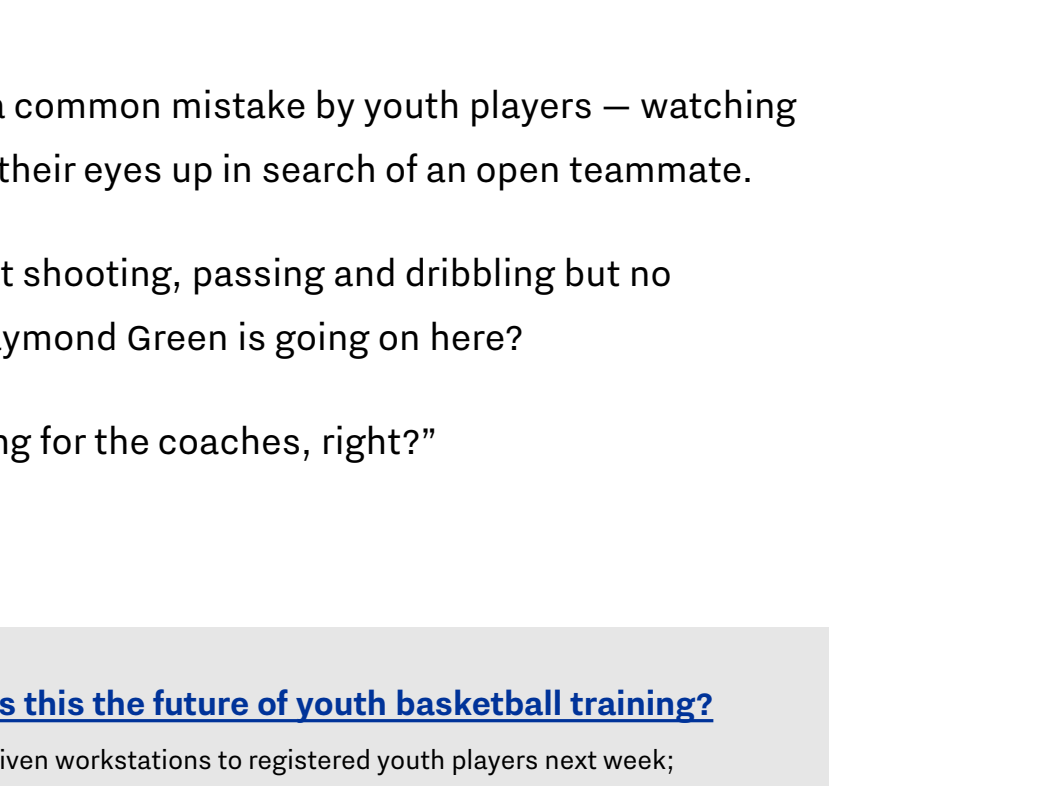 common mistake by youth players — watching
their eyes up in search of an open teammate.
t shooting, passing and dribbling but no
ymond Green is going on here?
ng for the coaches, right?”
s this the future of youth basketball training?
iven workstations to registered youth players next week;